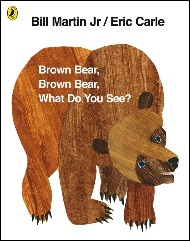 Bill Martin Jr / Eric Carle
Brown Bear,
Brown Bear,
What Do You See?